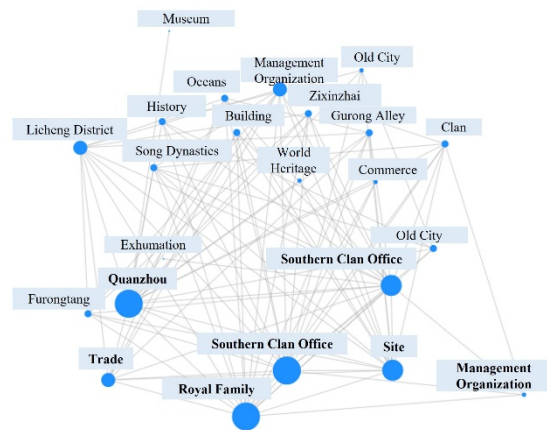 Museum
Management
Organization
Old City
Oceans
Zixinzhai
History
Building
Gurong Alley
Licheng District
Clan
Song Dynastics
World
Heritage
Commerce
Exhumation
Old City
Southern Clan Office
Quanzhou
Furongtang
Southern Clan Office
Site
Trade
Royal Family
Management
Organization